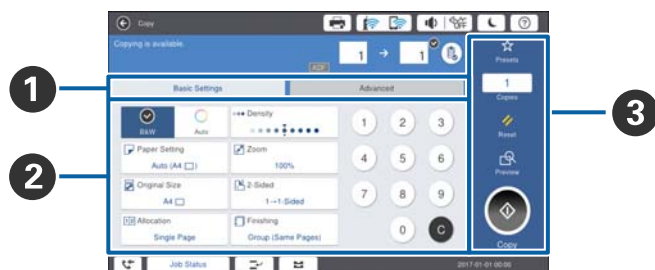 Copy
Copying is available.
ADF
1 → 1
Basic Settings
Advanced
B&W
Auto
Density
Paper Setting
Auto (A4)
Zoom
100%
Original Size
A4
2-Sided
1→1-Sided
Allocation
Single Page
Finishing
Group (Same Pages)
1 2 3
4 5 6
7 8 9
0 C
Presets
1
Copies
Reset
Preview
Copy
Job Status
2017-01-01 00:00
1
2
3